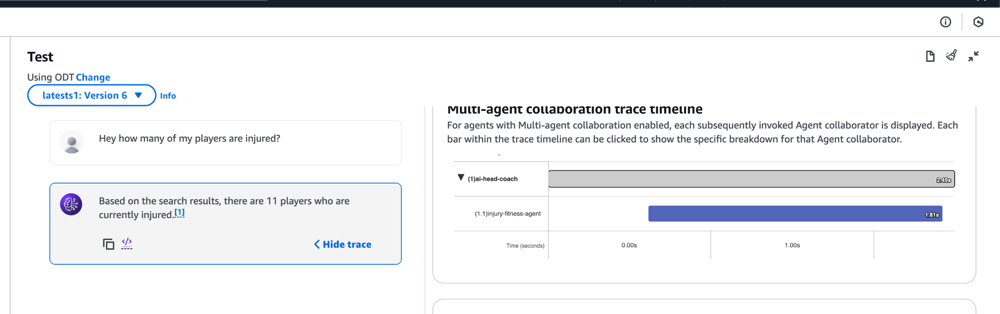 Test
Using ODT Change
latests1: Version 6
Info
Hey how many of my players are injured?
Based on the search results, there are 11 players who are
currently injured.[1]
</>
Hide trace
Multi-agent collaboration trace timeline
For agents with Multi-agent collaboration enabled, each subsequently invoked Agent collaborator is displayed. Each
bar within the trace timeline can be clicked to show the specific breakdown for that Agent collaborator.
(1)ai-head-coach
2.49s
(1.1)injury-fitness-agent
1.81s
Time (seconds)
0.00s
1.00s